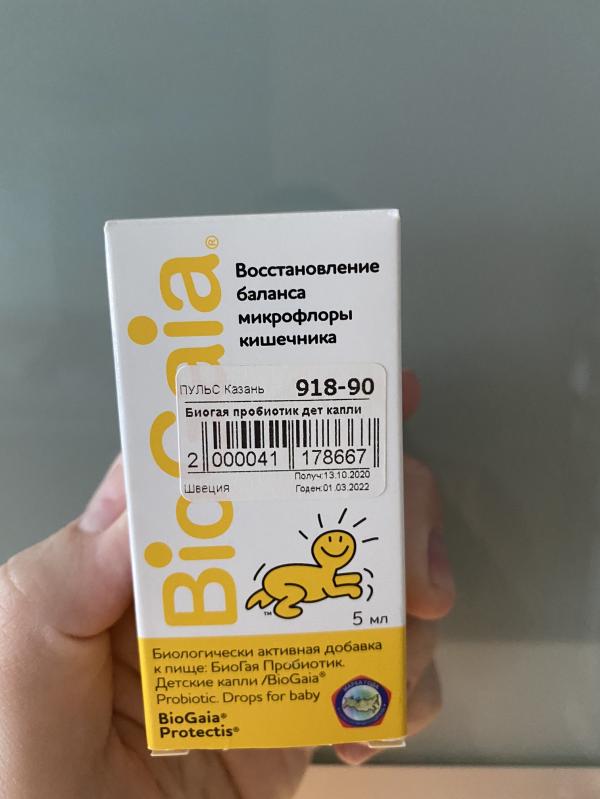 BioGaia®
Восстановление
баланса
микрофлоры
кишечника
ПУЛЬС Казань 918-90
Биогая пробиотик дет капли
2 000041 178667
Швеция
Получ:13.10.2020
Годен:01.03.2022
™
5 мл
Биологически активная добавка
к пище: БиоГая Пробиотик.
Детские капли /BioGaia®
Probiotic. Drops for baby
BioGaia®
Protectis®